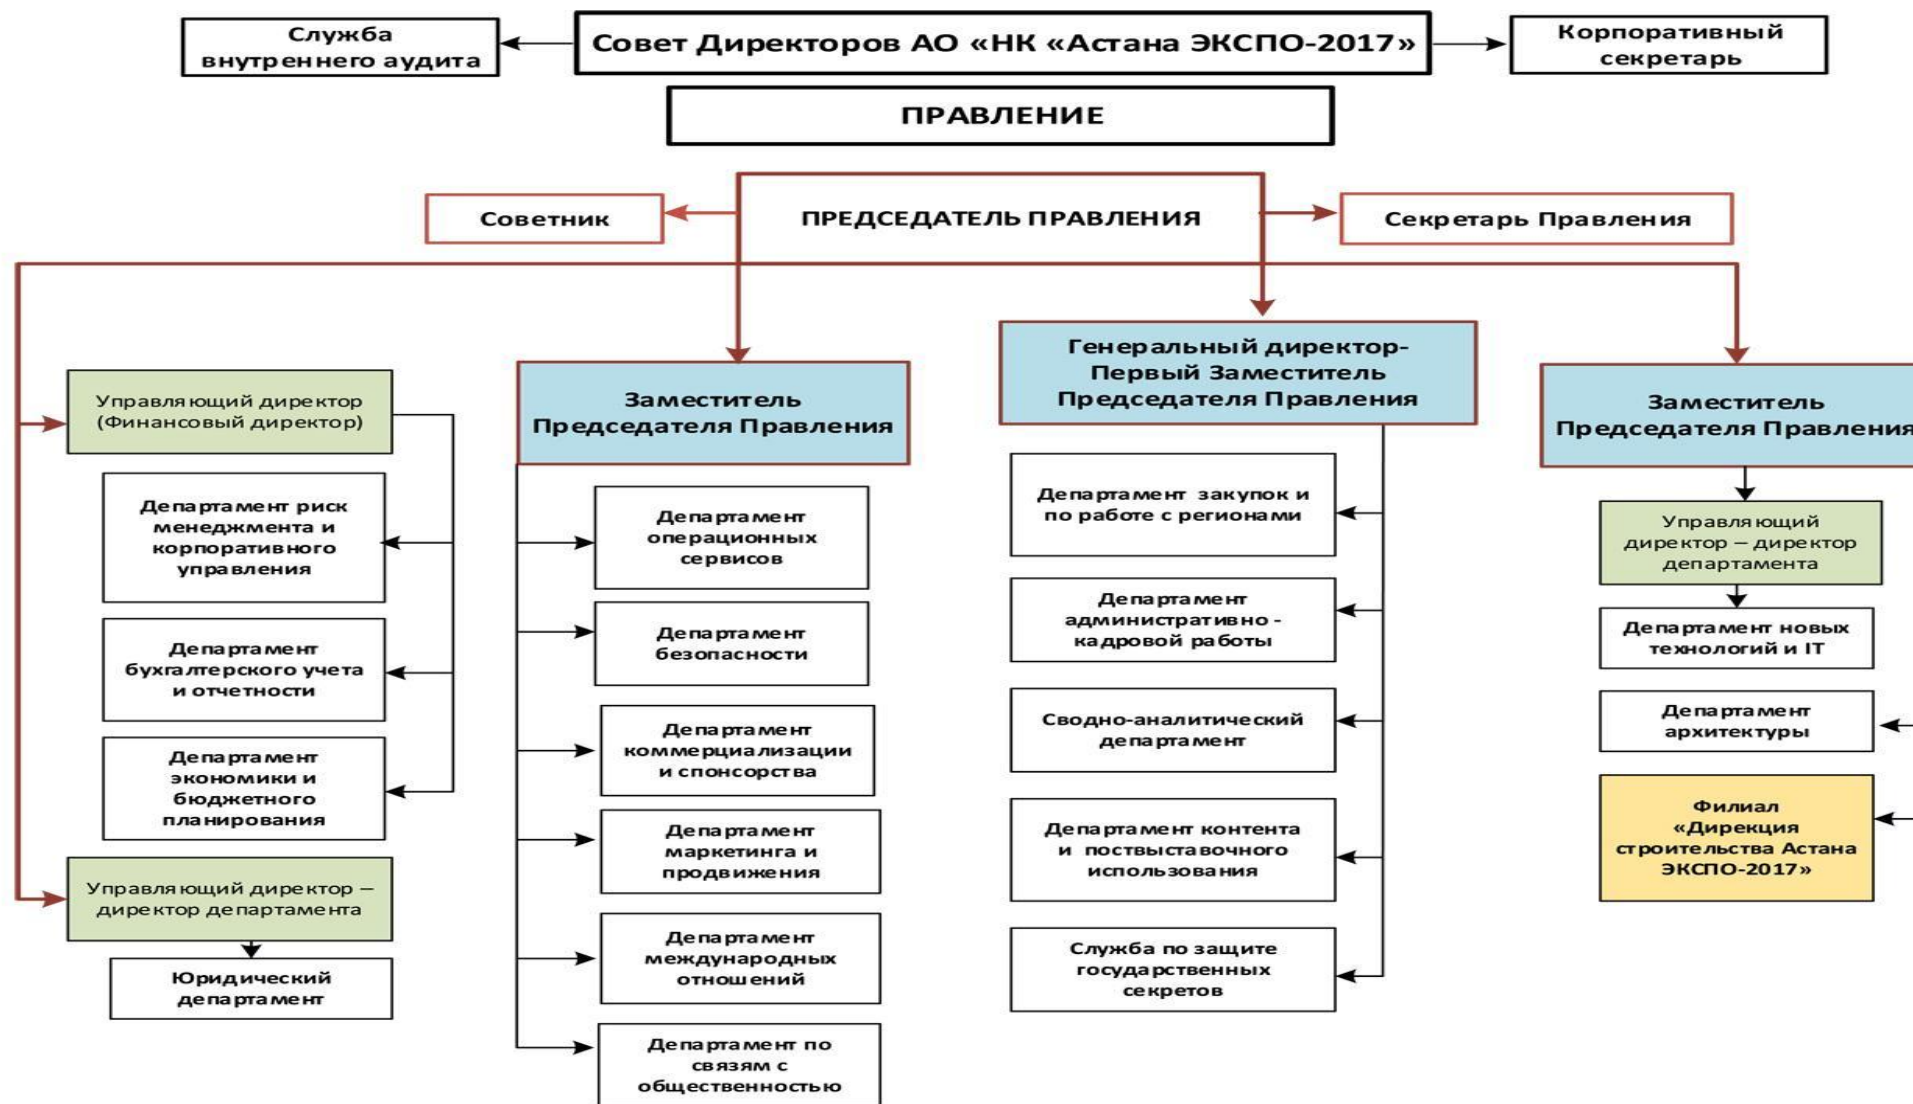 Служба
внутреннего аудита
Совет Директоров АО «НК «Астана ЭКСПО-2017»
Корпоративный
секретарь
ПРАВЛЕНИЕ
Советник
ПРЕДСЕДАТЕЛЬ ПРАВЛЕНИЯ
Секретарь Правления
Управляющий директор
(Финансовый директор)
Департамент риск
менеджмента и
корпоративного
управления
Департамент
бухгалтерского учета
и отчетности
Департамент
экономики и
бюджетного
планирования
Управляющий директор –
директор департамента
Юридический
департамент
Заместитель
Председателя Правления
Департамент
операционных
сервисов
Департамент
безопасности
Департамент
коммерциализации
и спонсорства
Департамент
маркетинга и
продвижения
Департамент
международных
отношений
Департамент по
связям с
общественностью
Генеральный директор-
Первый Заместитель
Председателя Правления
Департамент закупок и
по работе с регионами
Департамент
административно -
кадровой работы
Сводно-аналитический
департамент
Департамент контента
и поствыставочного
использования
Служба по защите
государственных
секретов
Заместитель
Председателя Правления
Управляющий
директор – директор
департамента
Департамент новых
технологий и IT
Департамент
архитектуры
Филиал
«Дирекция
строительства Астана
ЭКСПО-2017»